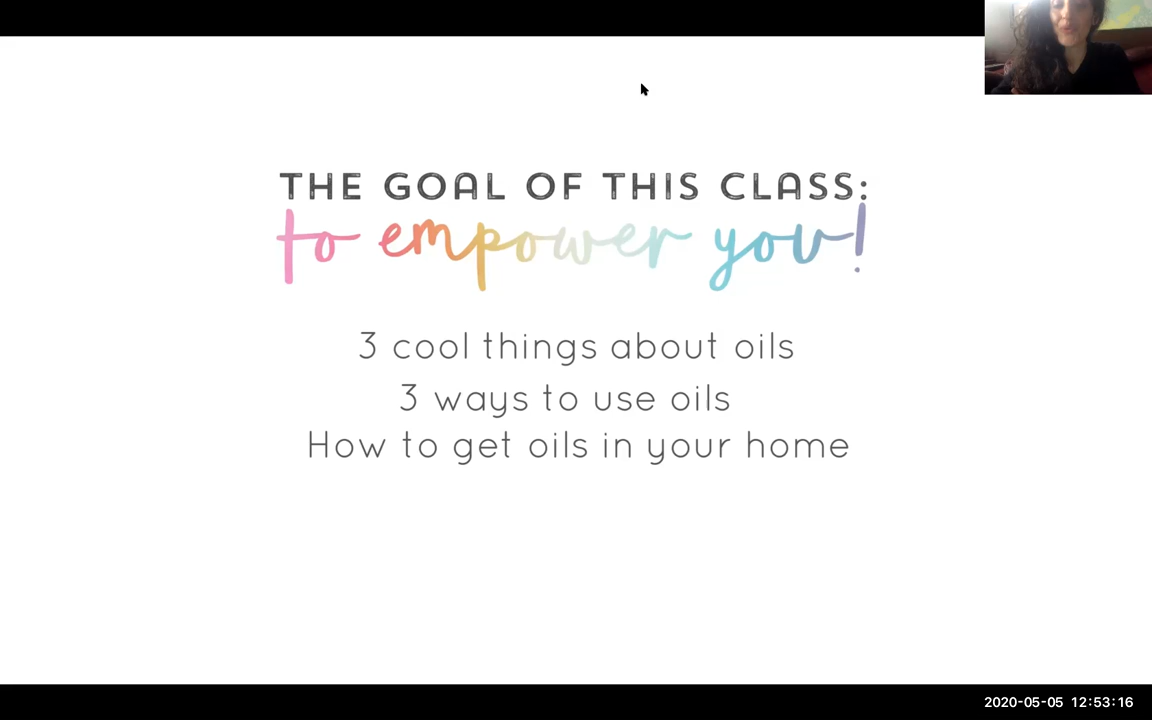 THE GOAL OF THIS CLASS:
to empower you!
3 cool things about oils
3 ways to use oils
How to get oils in your home
2020-05-05 12:53:16